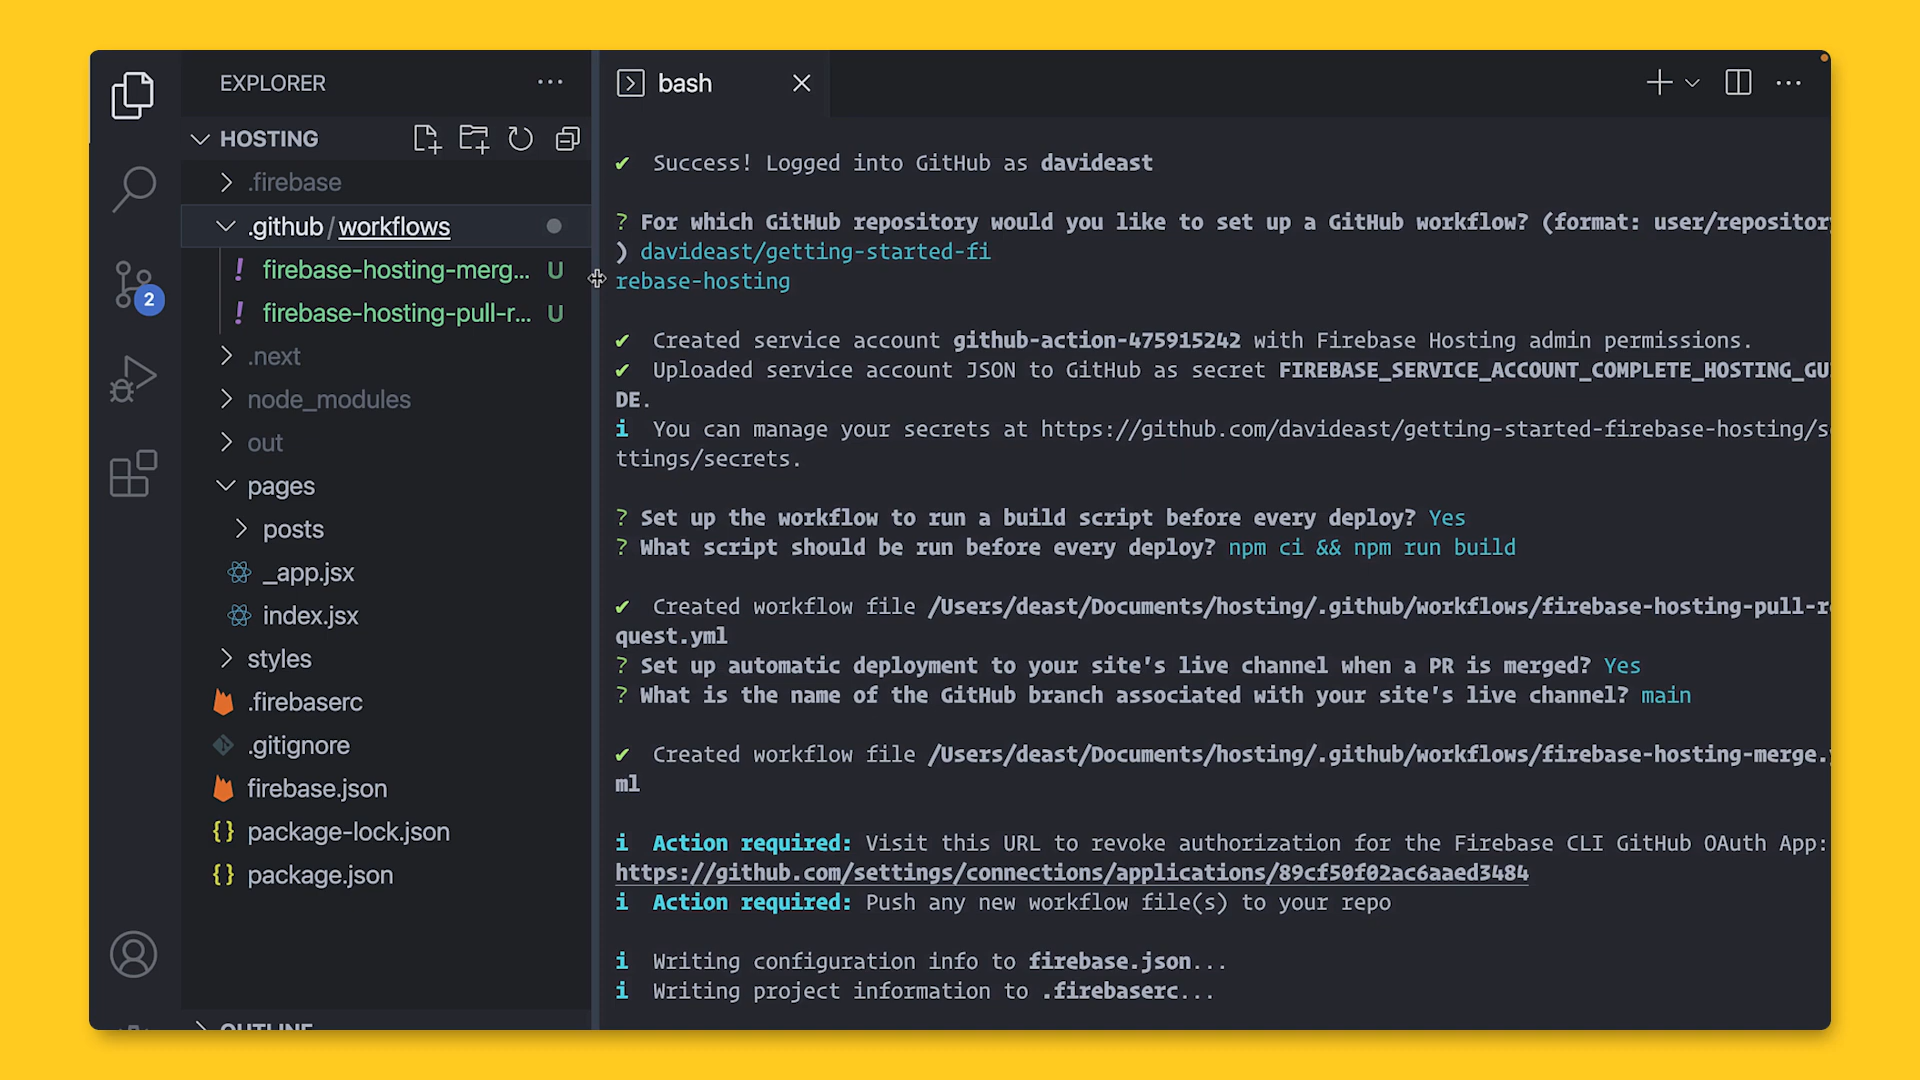 EXPLORER
HOSTING
.firebase
.github/workflows
firebase-hosting-merg... U
firebase-hosting-pull-r... U
2
.next
node_modules
out
pages
posts
_app.jsx
index.jsx
styles
.firebaserc
.gitignore
firebase.json
{} package-lock.json
{} package.json
OUTLINE
bash
✔ Success! Logged into GitHub as davideast
? For which GitHub repository would you like to set up a GitHub workflow? (format: user/repository
) davideast/getting-started-fi
rebase-hosting
✔ Created service account github-action-475915242 with Firebase Hosting admin permissions.
✔ Uploaded service account JSON to GitHub as secret FIREBASE_SERVICE_ACCOUNT_COMPLETE_HOSTING_GU
DE.
i You can manage your secrets at https://github.com/davideast/getting-started-firebase-hosting/s
ttings/secrets.
? Set up the workflow to run a build script before every deploy? Yes
? What script should be run before every deploy? npm ci && npm run build
✔ Created workflow file /Users/deast/Documents/hosting/.github/workflows/firebase-hosting-pull-r
quest.yml
? Set up automatic deployment to your site's live channel when a PR is merged? Yes
? What is the name of the GitHub branch associated with your site's live channel? main
✔ Created workflow file /Users/deast/Documents/hosting/.github/workflows/firebase-hosting-merge.y
ml
i Action required: Visit this URL to revoke authorization for the Firebase CLI GitHub OAuth App:
https://github.com/settings/connections/applications/89cf50f02ac6aaed3484
i Action required: Push any new workflow file(s) to your repo
i Writing configuration info to firebase.json...
i Writing project information to .firebaserc...